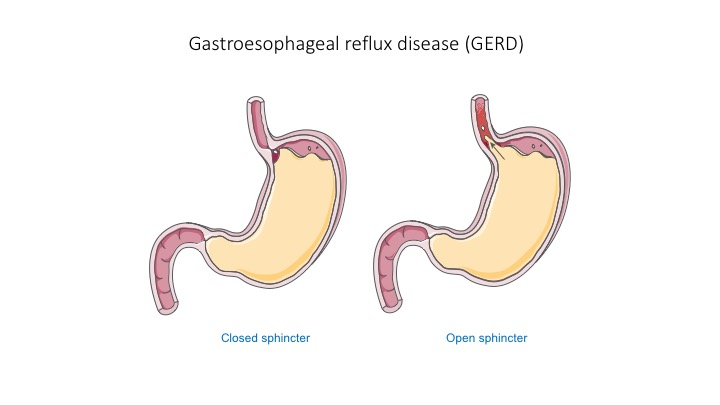 Gastroesophageal reflux disease (GERD)
Closed sphincter
Open sphincter